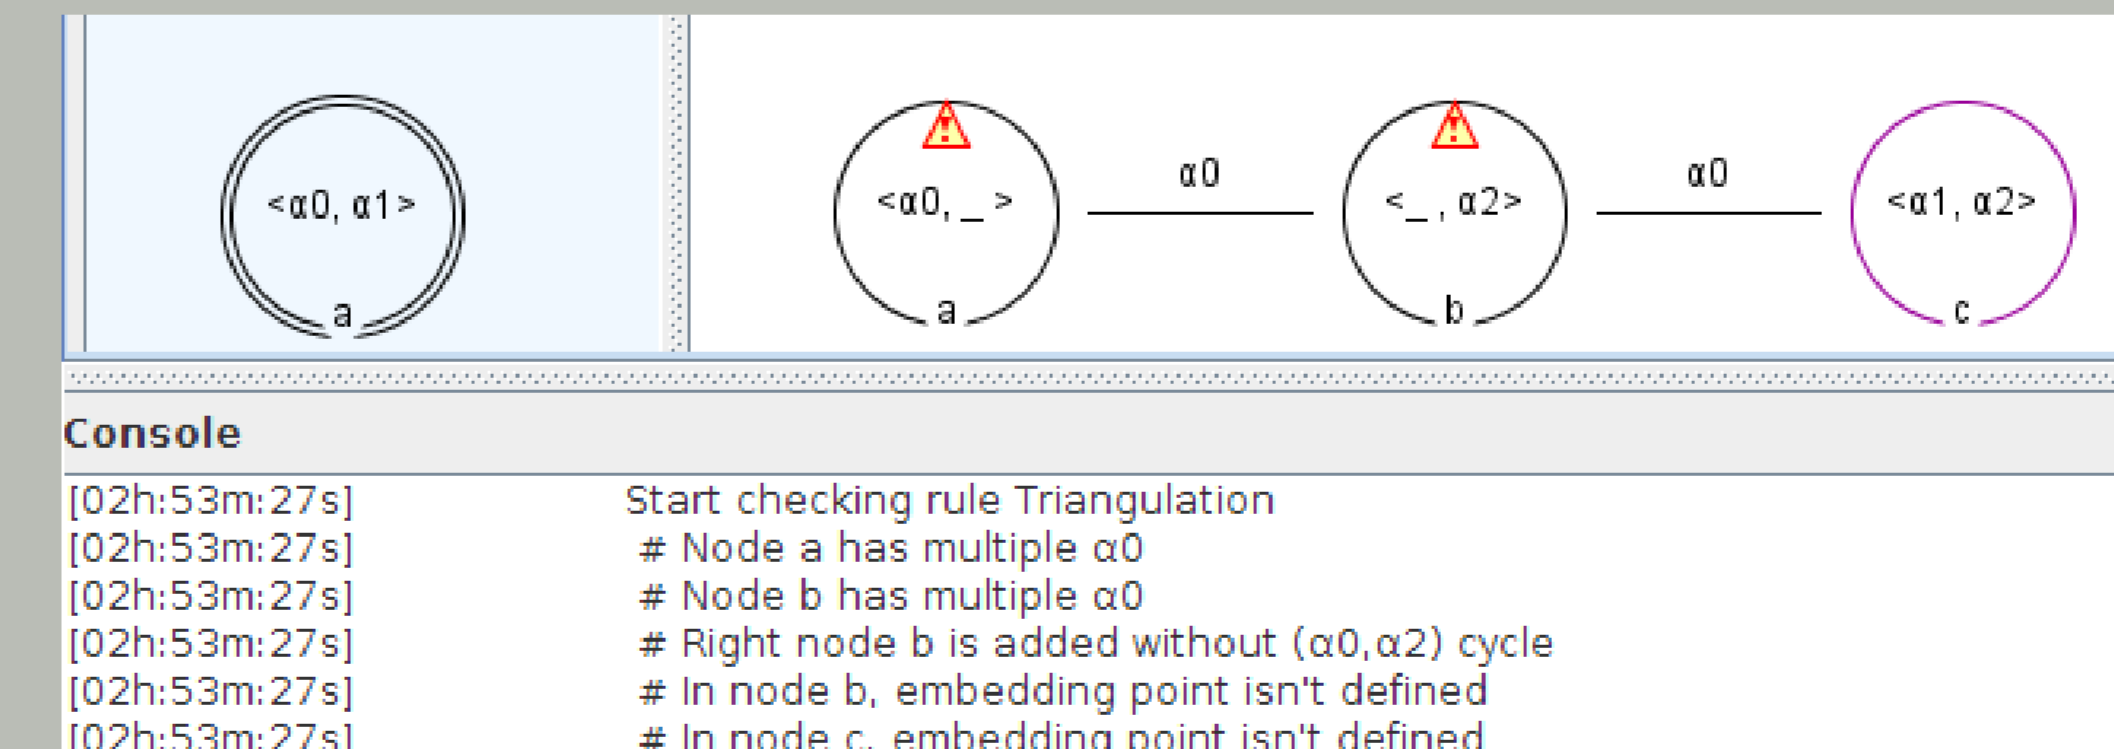 <α0, α1>
a
<α0, _ >
a
α0
<_ , α2>
b
α0
<α1, α2>
c
Console
[02h:53m:27s] Start checking rule Triangulation
[02h:53m:27s] # Node a has multiple α0
[02h:53m:27s] # Node b has multiple α0
[02h:53m:27s] # Right node b is added without (α0,α2) cycle
[02h:53m:27s] # In node b, embedding point isn't defined
[02h:53m:27s] # In node c, embedding point isn't defined